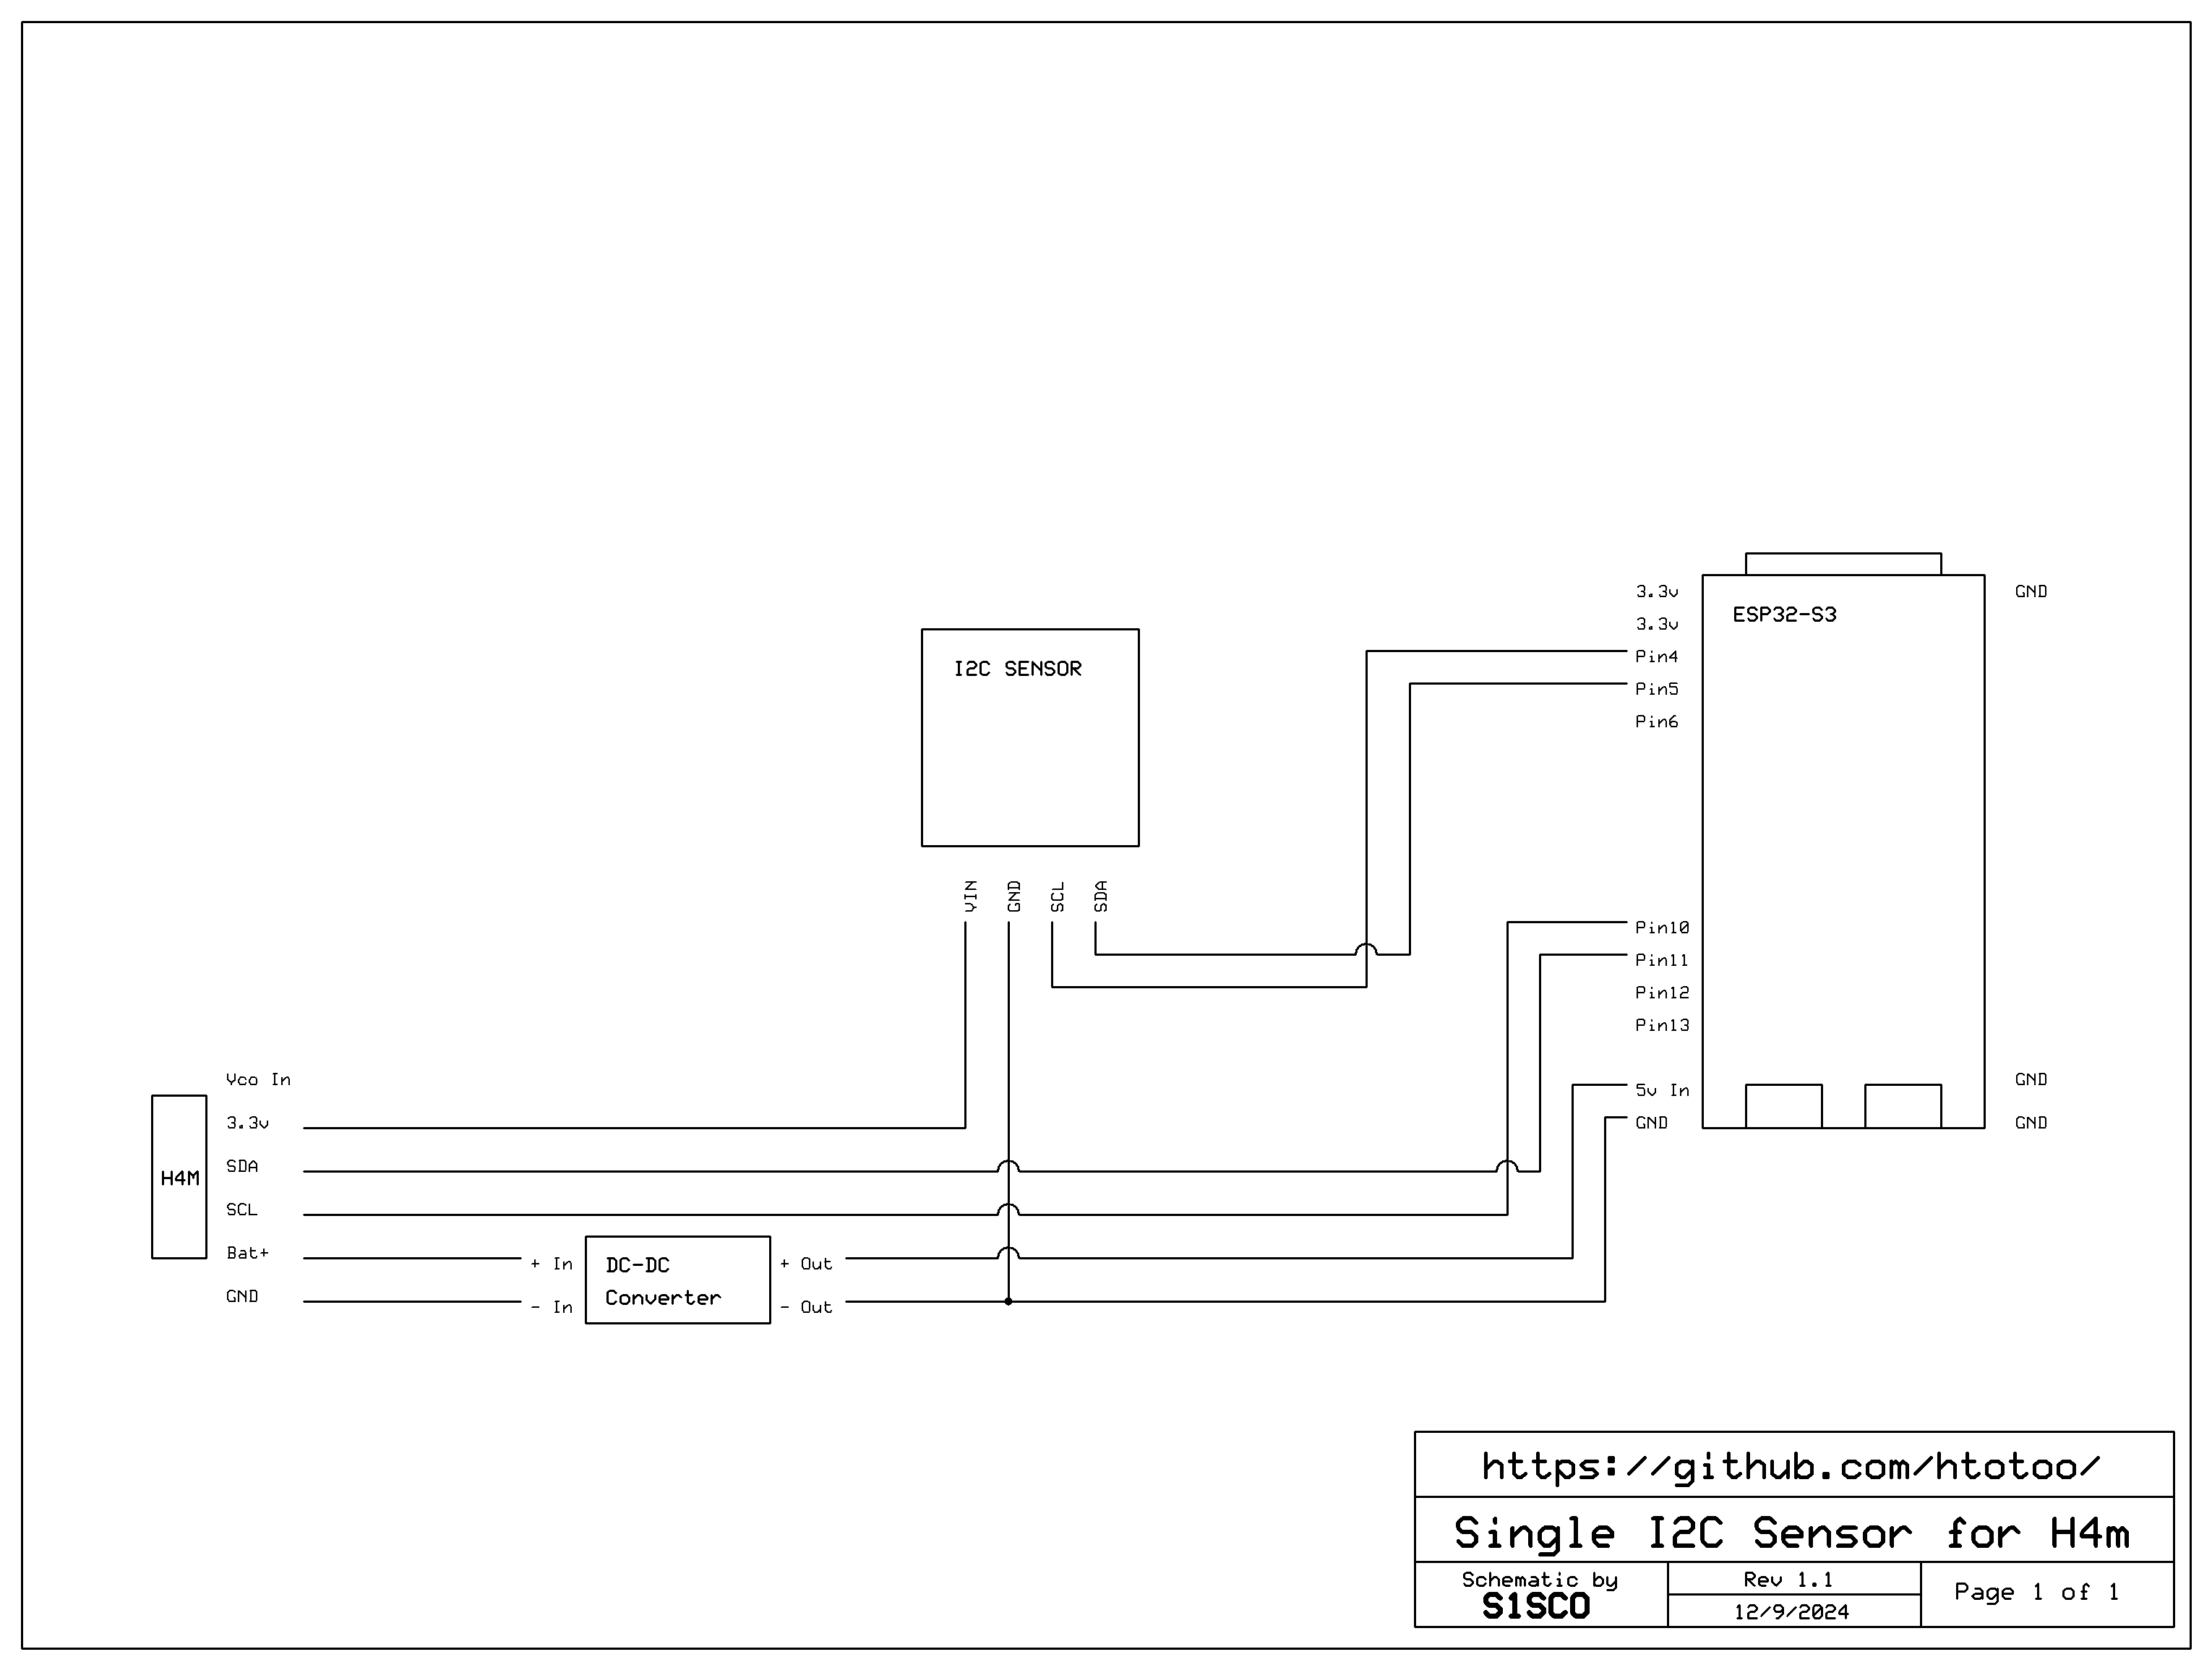 3.3v
GND
ESP32-S3
3.3v
Pin4
I2C SENSOR
Pin5
Pin6
VIN
GND
SCL
SDA
Pin10
Pin11
Pin12
Pin13
Vco In
5v In
GND
3.3v
GND
GND
SDA
H4M
SCL
Bat+
+ In
DC-DC
+ Out
GND
- In
Converter
- Out
https://github.com/htotoo/
Single I2C Sensor for H4m
Schematic by
S1SCO
Rev 1.1
12/9/2024
Page 1 of 1